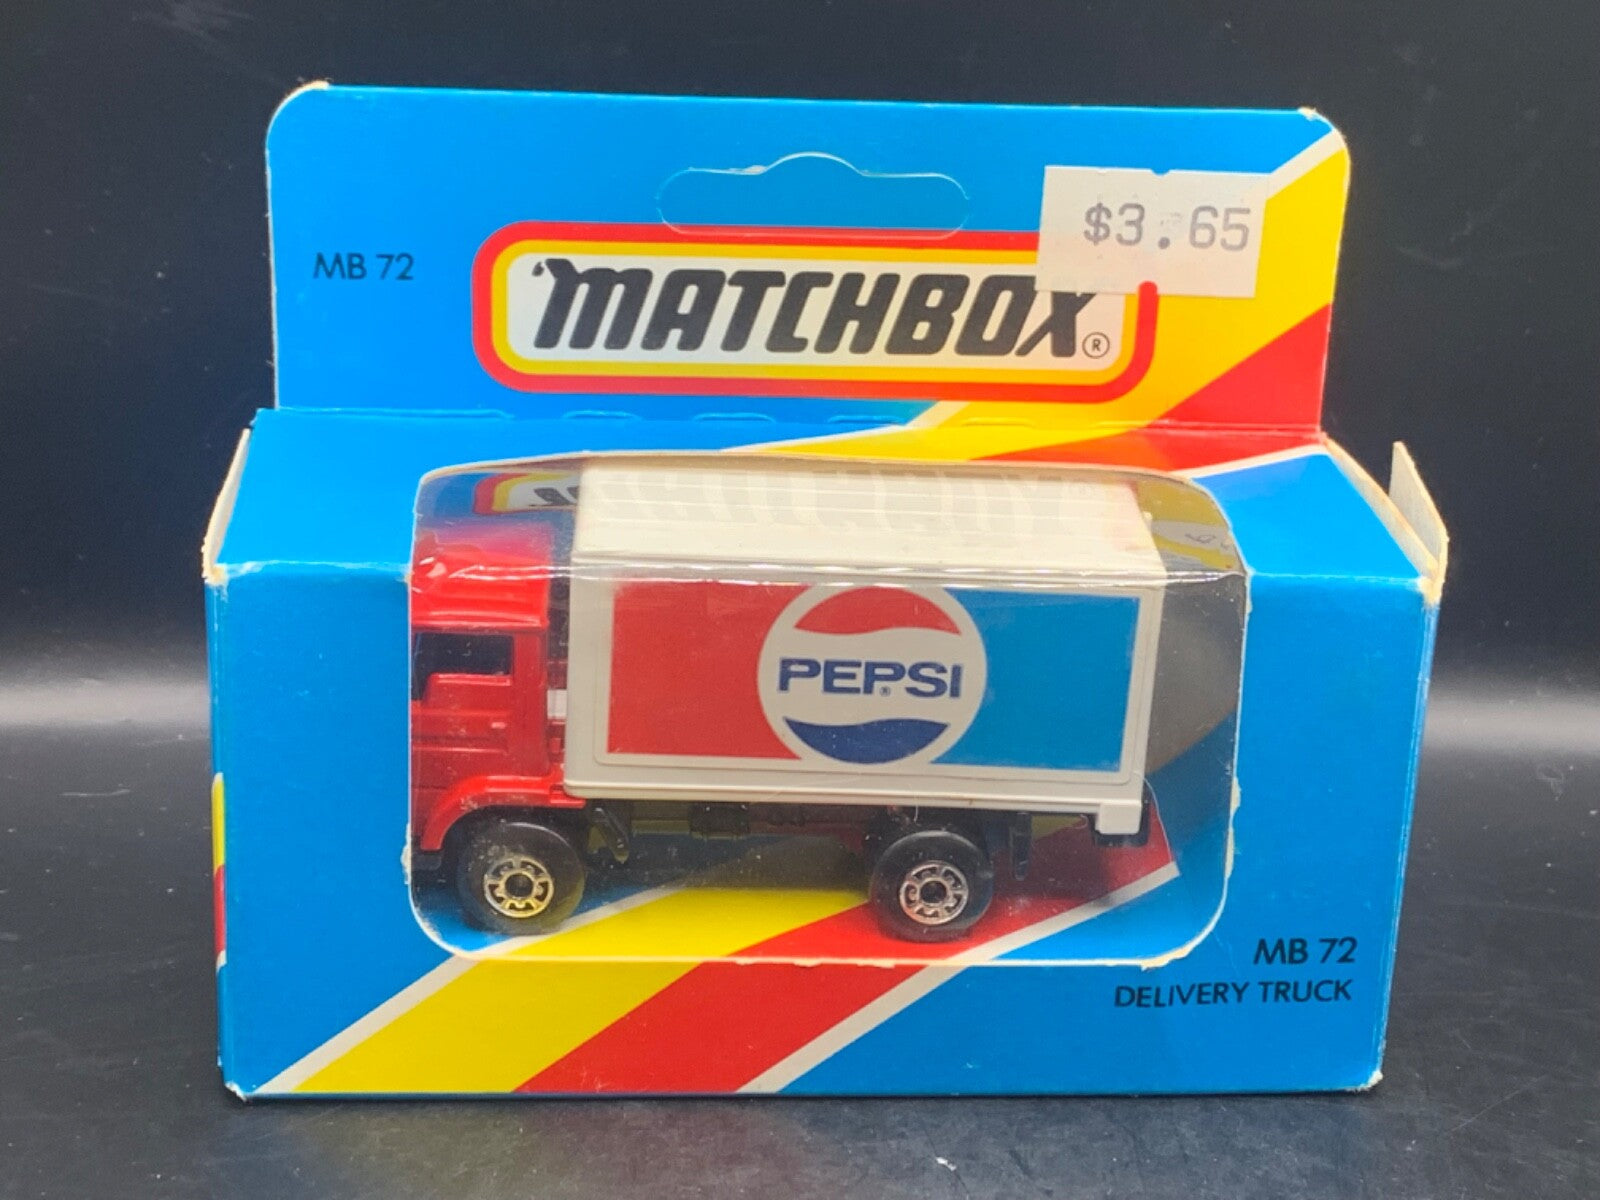 $3.65
MB 72
"MATCHBOX®
PEPSI®
MB 72
DELIVERY TRUCK